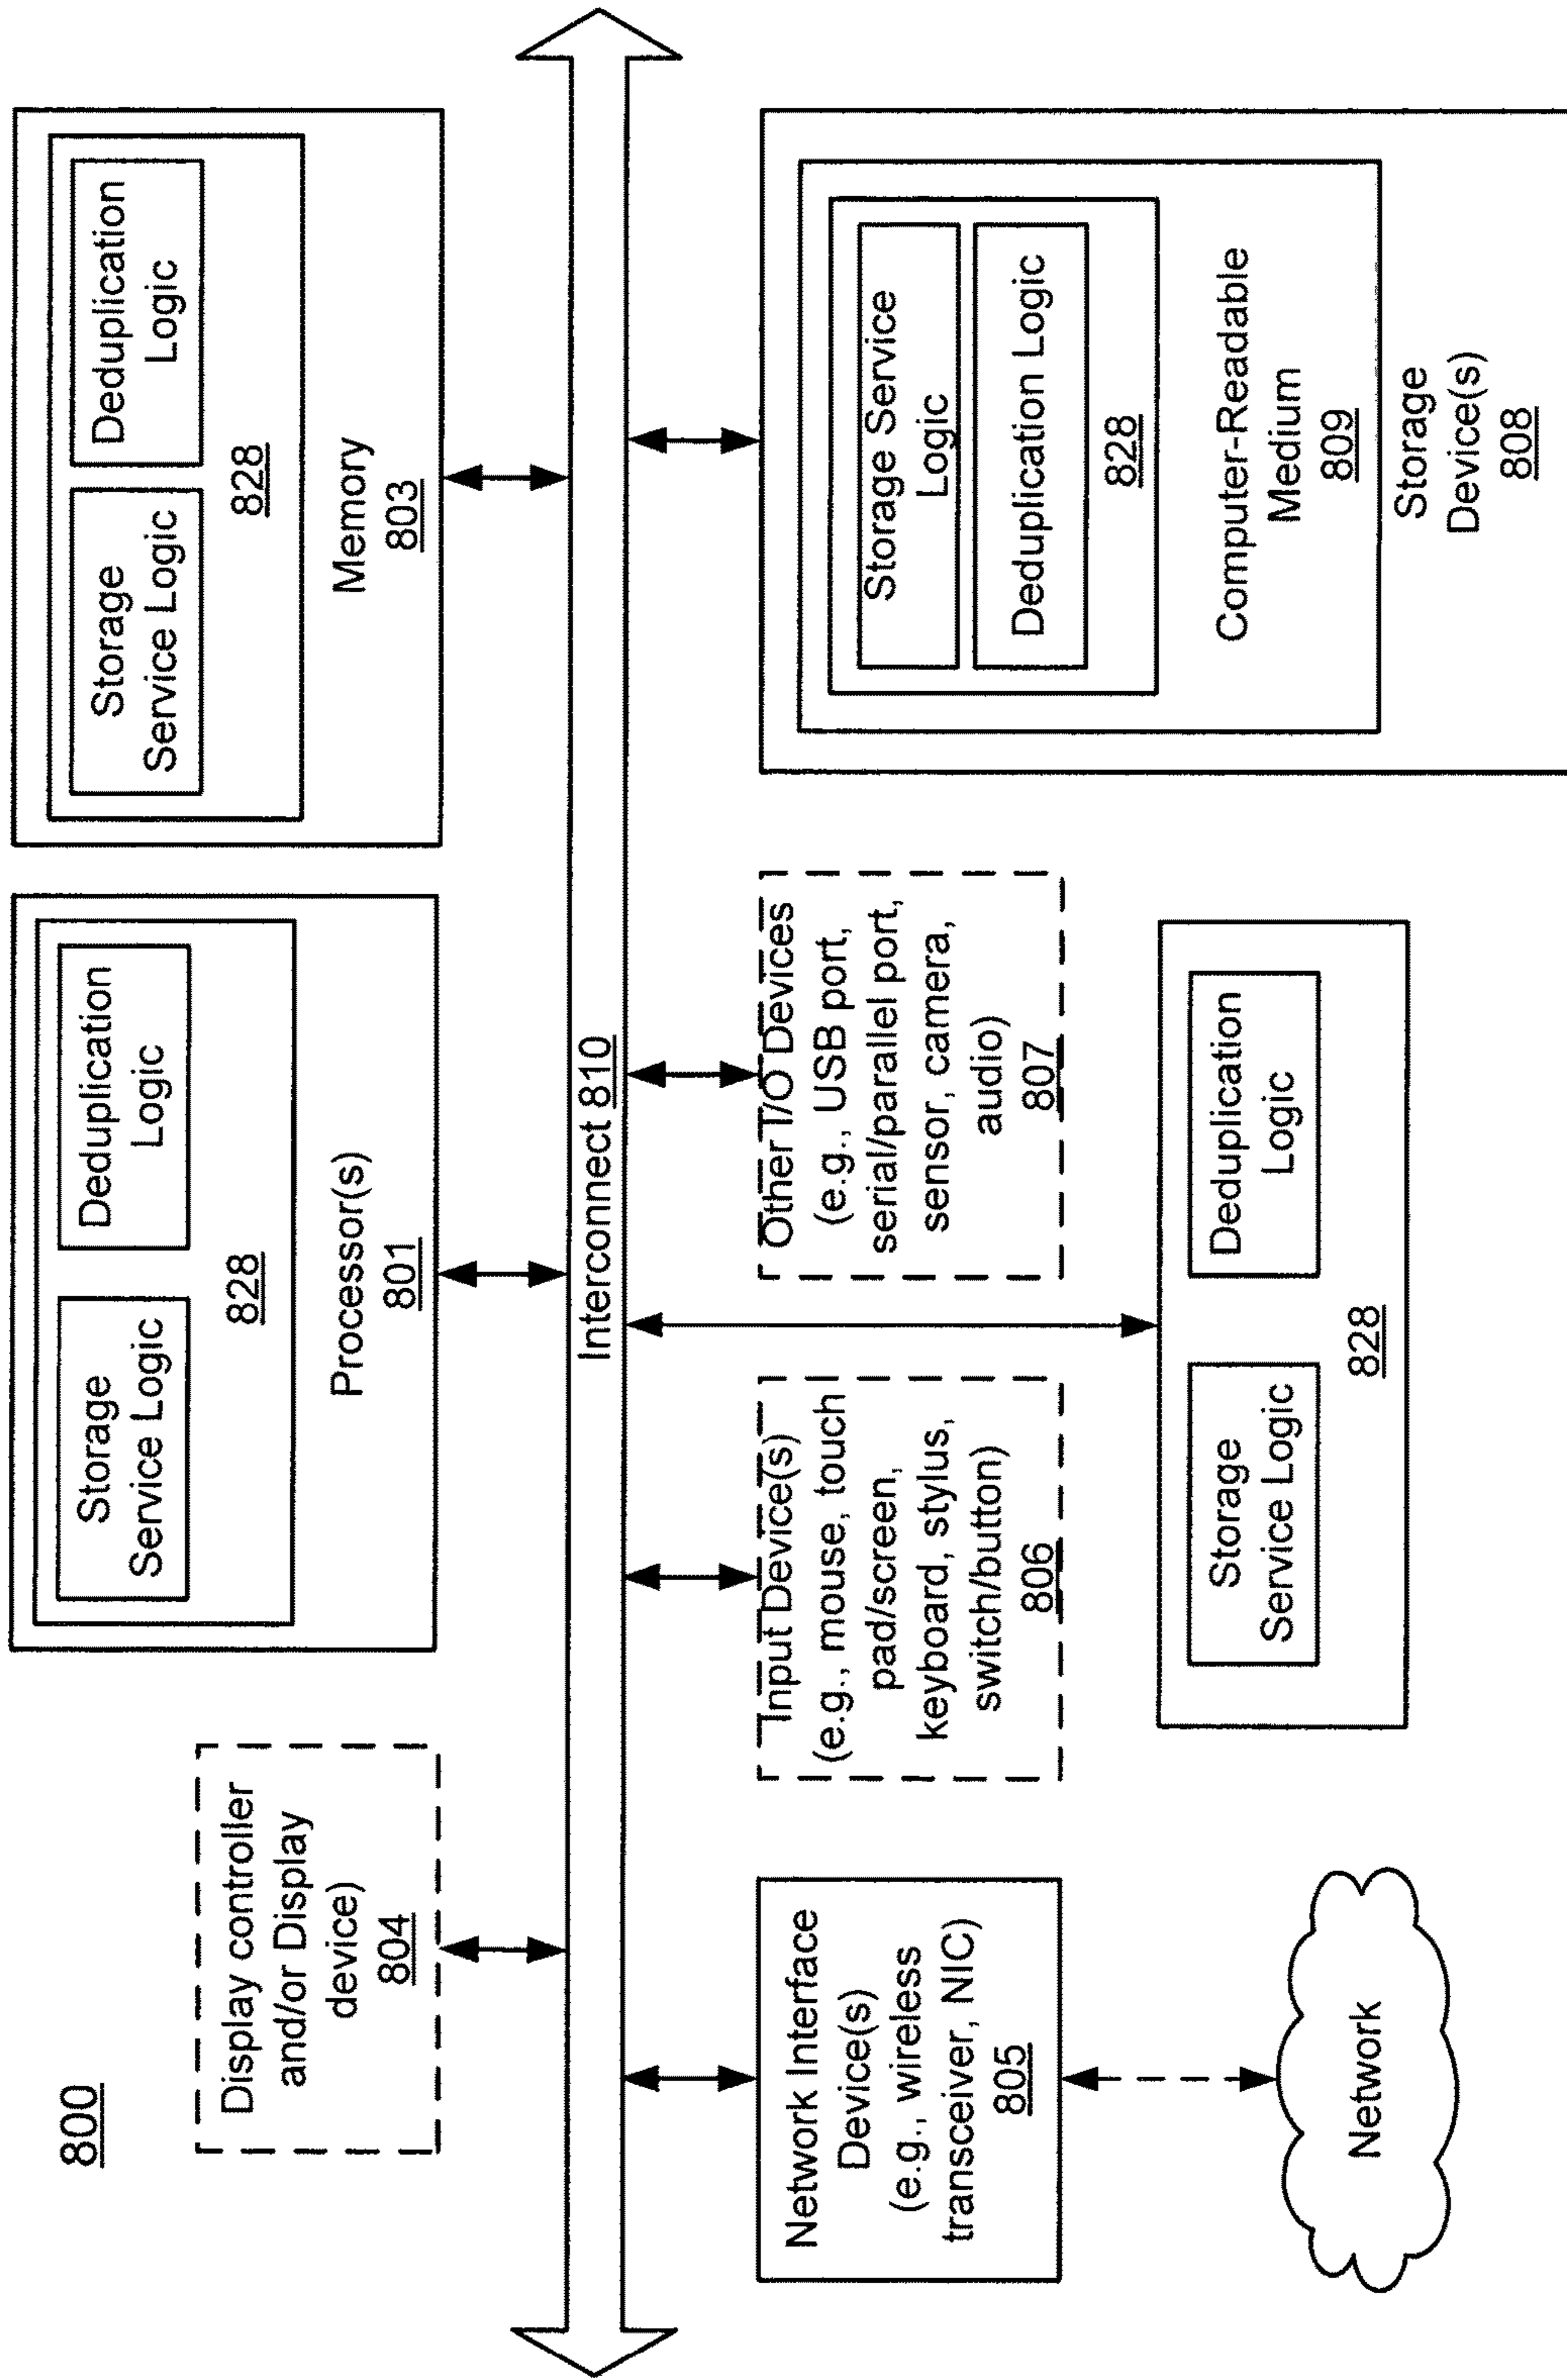 800
Display controller
and/or Display
device)
804
Storage
Service Logic
Deduplication
Logic
828
Processor(s)
801
Storage
Service Logic
Deduplication
Logic
828
Memory
803
Interconnect 810
Network Interface
Device(s)
(e.g., wireless
transceiver, NIC)
805
Input Device(s)
(e.g., mouse, touch
pad/screen,
keyboard, stylus,
switch/button)
806
Other I/O Devices
(e.g., USB port,
serial/parallel port,
sensor, camera,
audio)
807
Storage Service
Logic
Deduplication Logic
828
Computer-Readable
Medium
809
Storage
Device(s)
808
Network
Storage
Service Logic
Deduplication
Logic
828